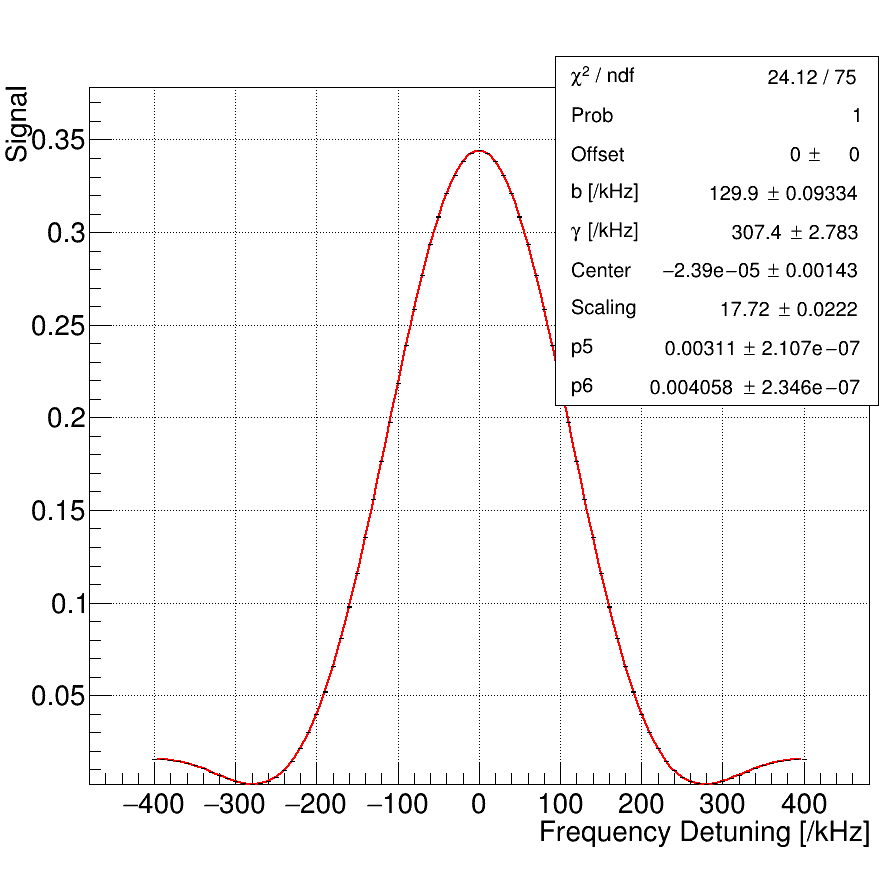 χ² / ndf 24.12 / 75
Prob 1
Offset 0 ± 0
b [/kHz] 129.9 ± 0.09334
γ [/kHz] 307.4 ± 2.783
Center −2.39e−05 ± 0.00143
Scaling 17.72 ± 0.0222
p5 0.00311 ± 2.107e−07
p6 0.004058 ± 2.346e−07
Signal
0.35
0.3
0.25
0.2
0.15
0.1
0.05
−400 −300 −200 −100 0 100 200 300 400
Frequency Detuning [/kHz]